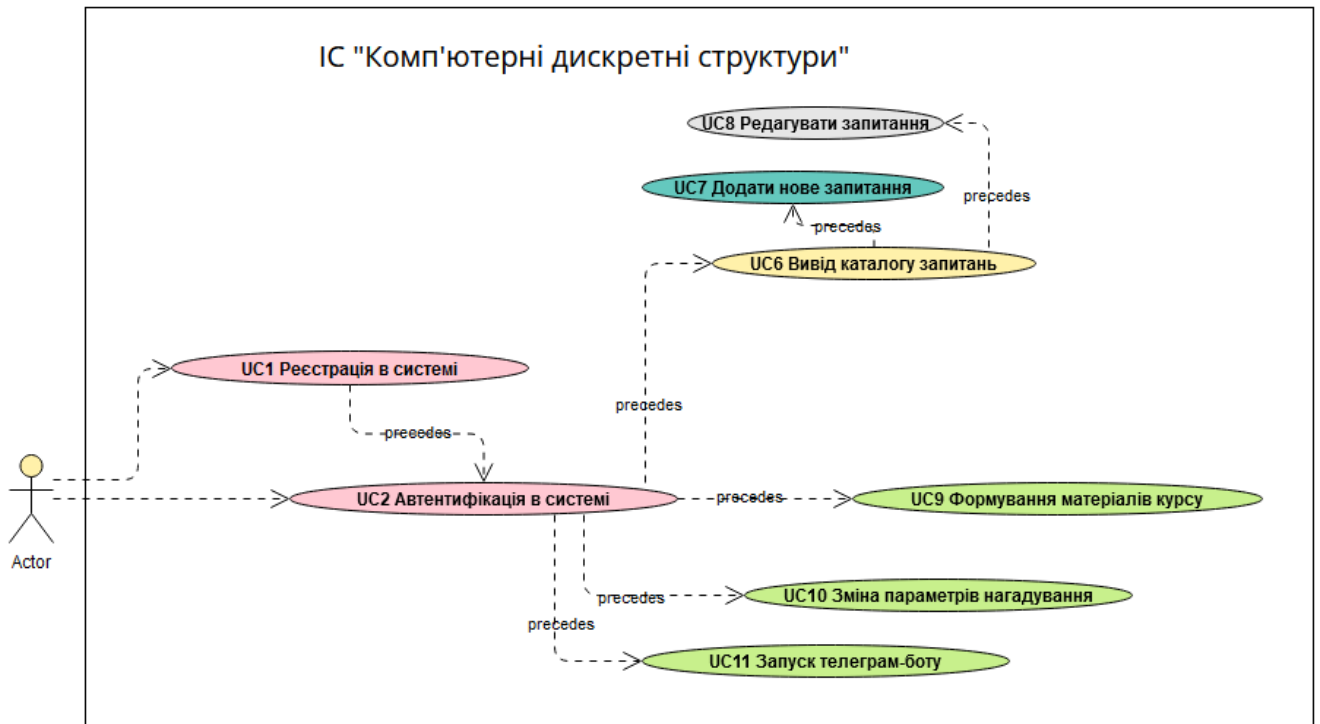 ІС "Комп'ютерні дискретні структури"
UC8 Редагувати запитання
UC7 Додати нове запитання
precedes
precedes
UC6 Вивід каталогу запитань
UC1 Реєстрація в системі
precedes
precedes
UC2 Автентифікація в системі
precedes
UC9 Формування матеріалів курсу
Actor
precedes
UC10 Зміна параметрів нагадування
precedes
UC11 Запуск телеграм-боту